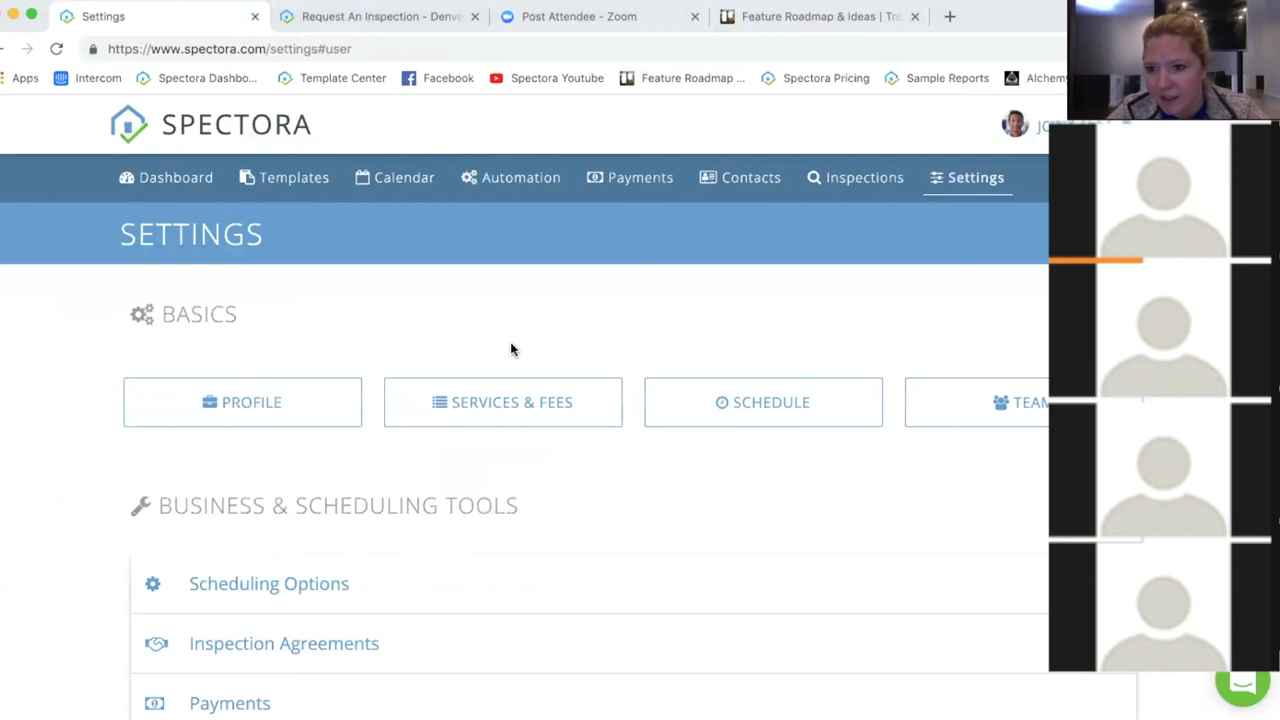 Settings
Request An Inspection - Denve
Post Attendee - Zoom
Feature Roadmap & Ideas | Tre
https://www.spectora.com/settings#user
Apps
Intercom
Spectora Dashbo...
Template Center
Facebook
Spectora Youtube
Feature Roadmap ...
Spectora Pricing
Sample Reports
Alchemy
SPECTORA
Dashboard
Templates
Calendar
Automation
Payments
Contacts
Inspections
Settings
SETTINGS
BASICS
PROFILE
SERVICES & FEES
SCHEDULE
TEAM
BUSINESS & SCHEDULING TOOLS
Scheduling Options
Inspection Agreements
Payments